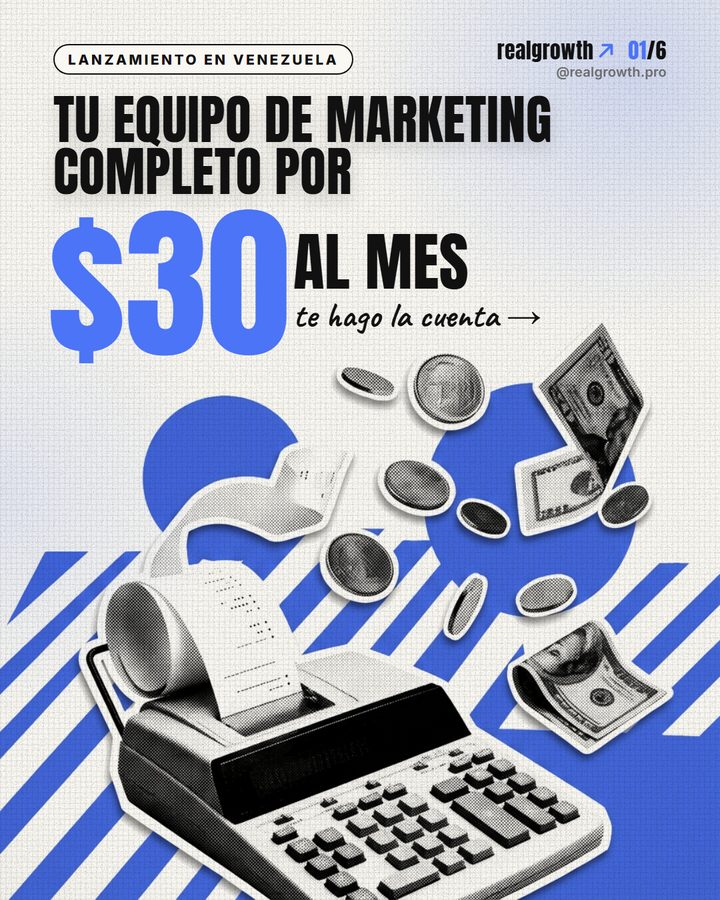 LANZAMIENTO EN VENEZUELA
realgrowth ↗ 01/6
@realgrowth.pro
TU EQUIPO DE MARKETING
COMPLETO POR
$30 AL MES
te hago la cuenta →